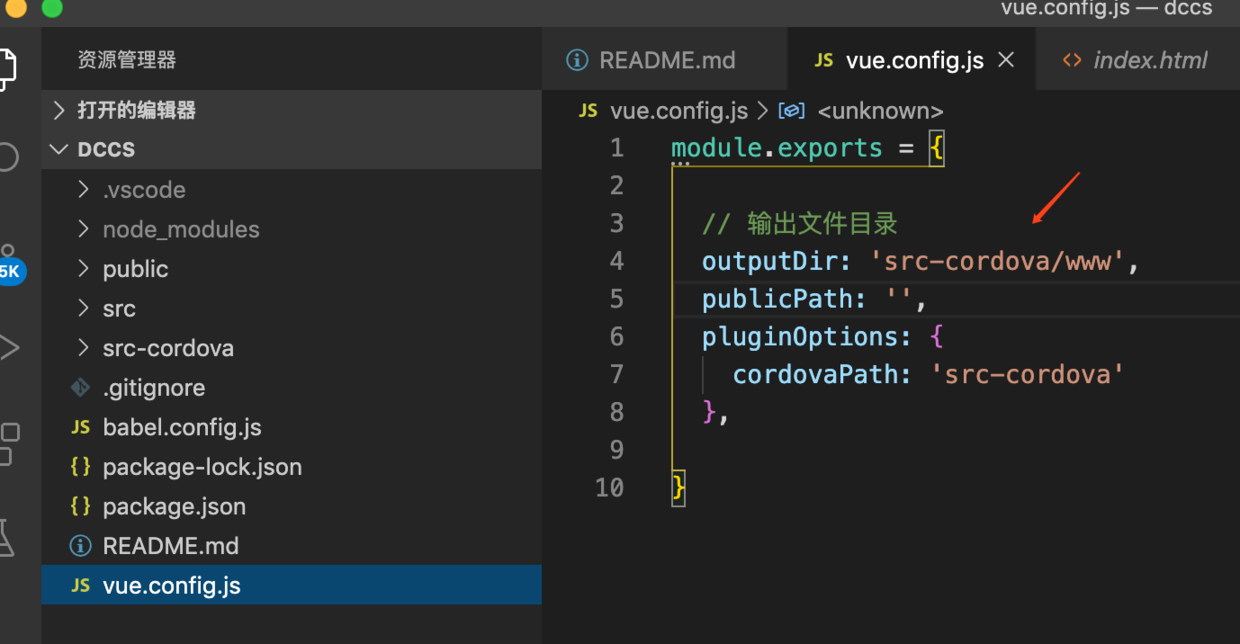 vue.config.js — dccs
资源管理器
打开的编辑器
DCCS
.vscode
node_modules
public
src
src-cordova
.gitignore
JS babel.config.js
{} package-lock.json
{} package.json
README.md
JS vue.config.js
5K
README.md
JS vue.config.js
<> index.html
JS vue.config.js > <unknown>
1 module.exports = {
2
3 // 输出文件目录
4 outputDir: 'src-cordova/www',
5 publicPath: '',
6 pluginOptions: {
7 cordovaPath: 'src-cordova'
8 },
9
10 }